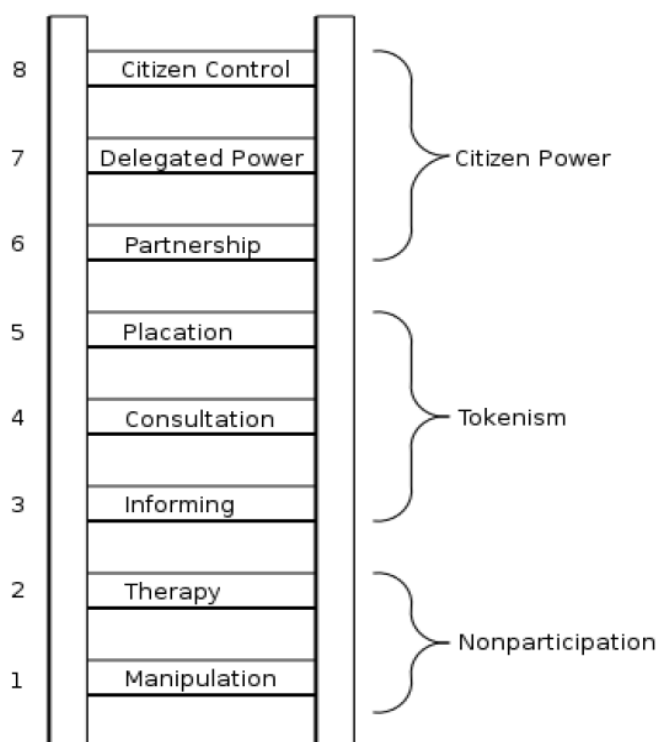 8 Citizen Control
7 Delegated Power
Citizen Power
6 Partnership
5 Placation
4 Consultation
Tokenism
3 Informing
2 Therapy
Nonparticipation
1 Manipulation